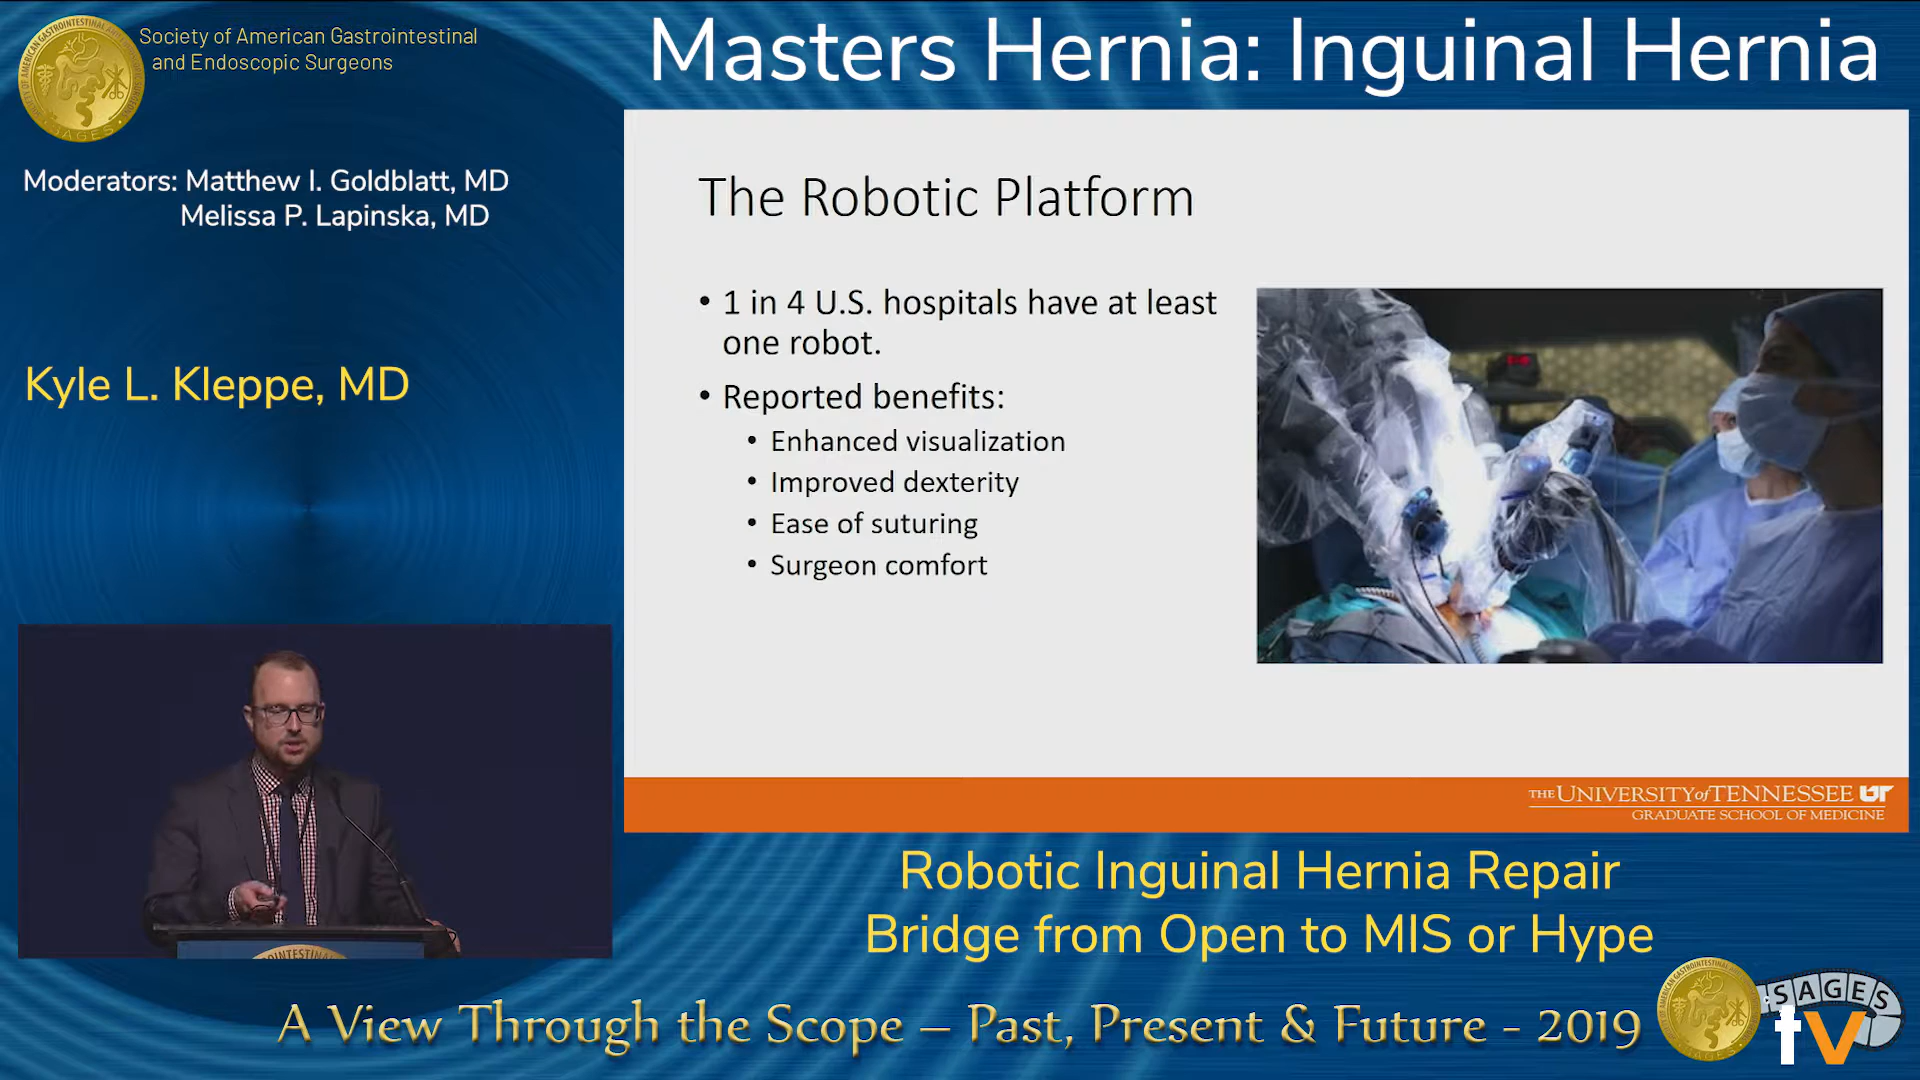 Society of American Gastrointestinal
and Endoscopic Surgeons
SAGES
Masters Hernia: Inguinal Hernia
Moderators: Matthew I. Goldblatt, MD
Melissa P. Lapinska, MD
Kyle L. Kleppe, MD
The Robotic Platform
• 1 in 4 U.S. hospitals have at least
one robot.
• Reported benefits:
• Enhanced visualization
• Improved dexterity
• Ease of suturing
• Surgeon comfort
THE UNIVERSITY of TENNESSEE UT
GRADUATE SCHOOL OF MEDICINE
Robotic Inguinal Hernia Repair
Bridge from Open to MIS or Hype
A View Through the Scope – Past, Present & Future - 2019
SAGES
tv